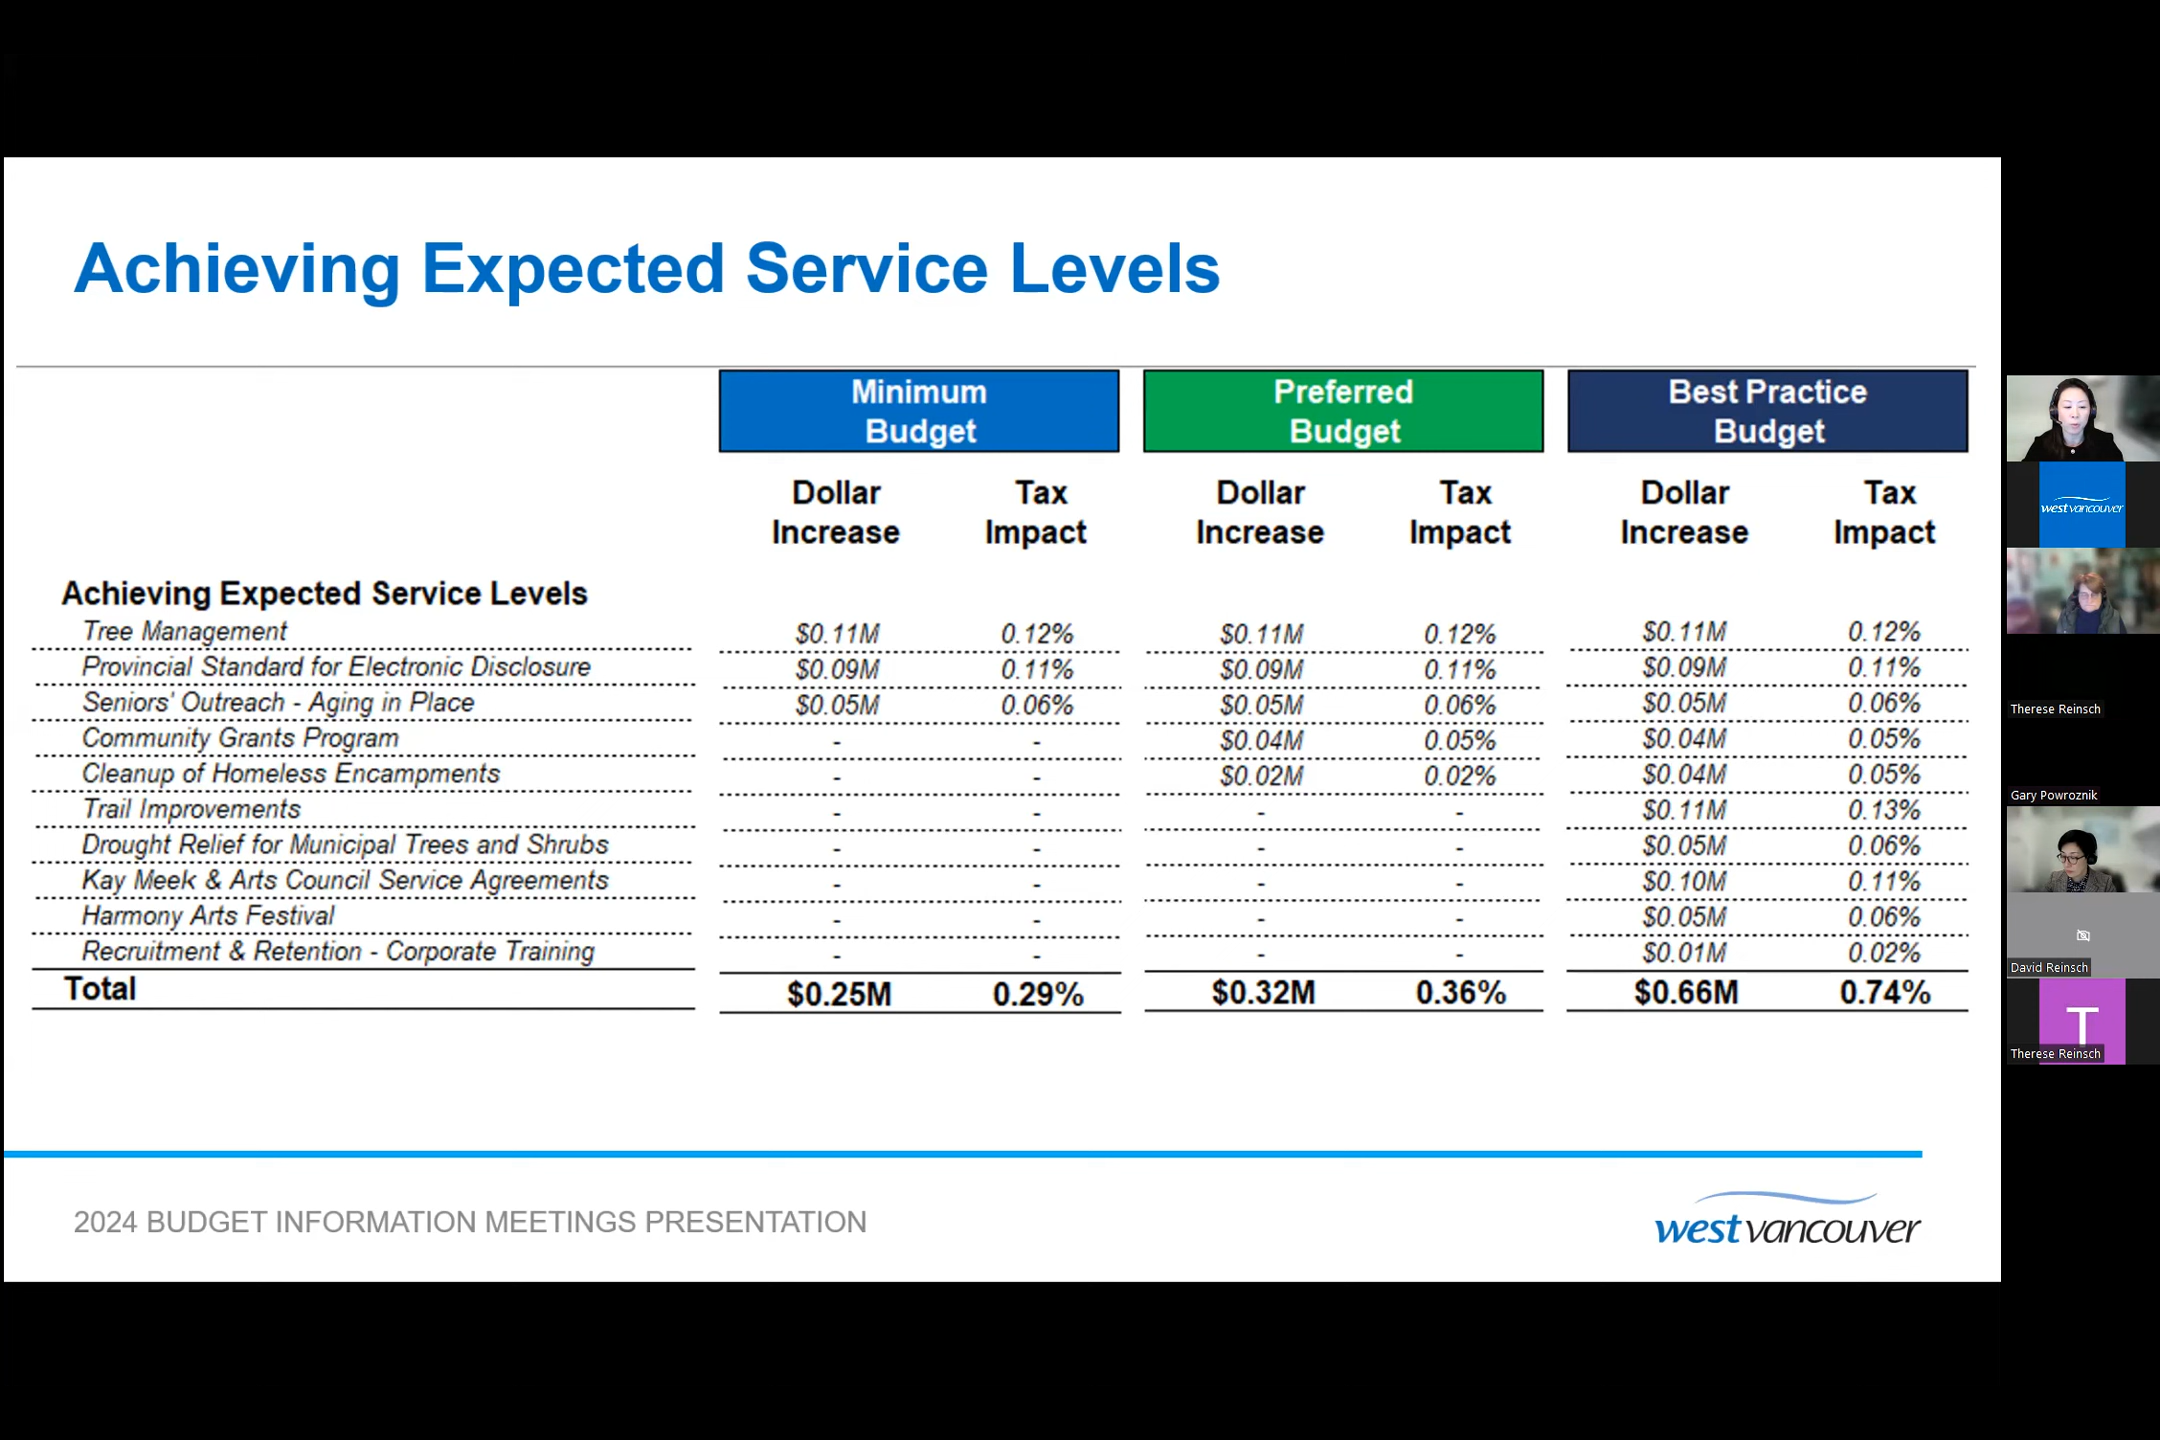 Achieving Expected Service Levels
Minimum Budget
Preferred Budget
Best Practice Budget
Dollar Increase Tax Impact Dollar Increase Tax Impact Dollar Increase Tax Impact
Achieving Expected Service Levels
Tree Management $0.11M 0.12% $0.11M 0.12% $0.11M 0.12%
Provincial Standard for Electronic Disclosure $0.09M 0.11% $0.09M 0.11% $0.09M 0.11%
Seniors' Outreach - Aging in Place $0.05M 0.06% $0.05M 0.06% $0.05M 0.06%
Community Grants Program - - $0.04M 0.05% $0.04M 0.05%
Cleanup of Homeless Encampments - - $0.02M 0.02% $0.04M 0.05%
Trail Improvements - - - - $0.11M 0.13%
Drought Relief for Municipal Trees and Shrubs - - - - $0.05M 0.06%
Kay Meek & Arts Council Service Agreements - - - - $0.10M 0.11%
Harmony Arts Festival - - - - $0.05M 0.06%
Recruitment & Retention - Corporate Training - - - - $0.01M 0.02%
Total $0.25M 0.29% $0.32M 0.36% $0.66M 0.74%
2024 BUDGET INFORMATION MEETINGS PRESENTATION
westvancouver
westvancouver
Therese Reinsch
Gary Powroznik
David Reinsch
T
Therese Reinsch